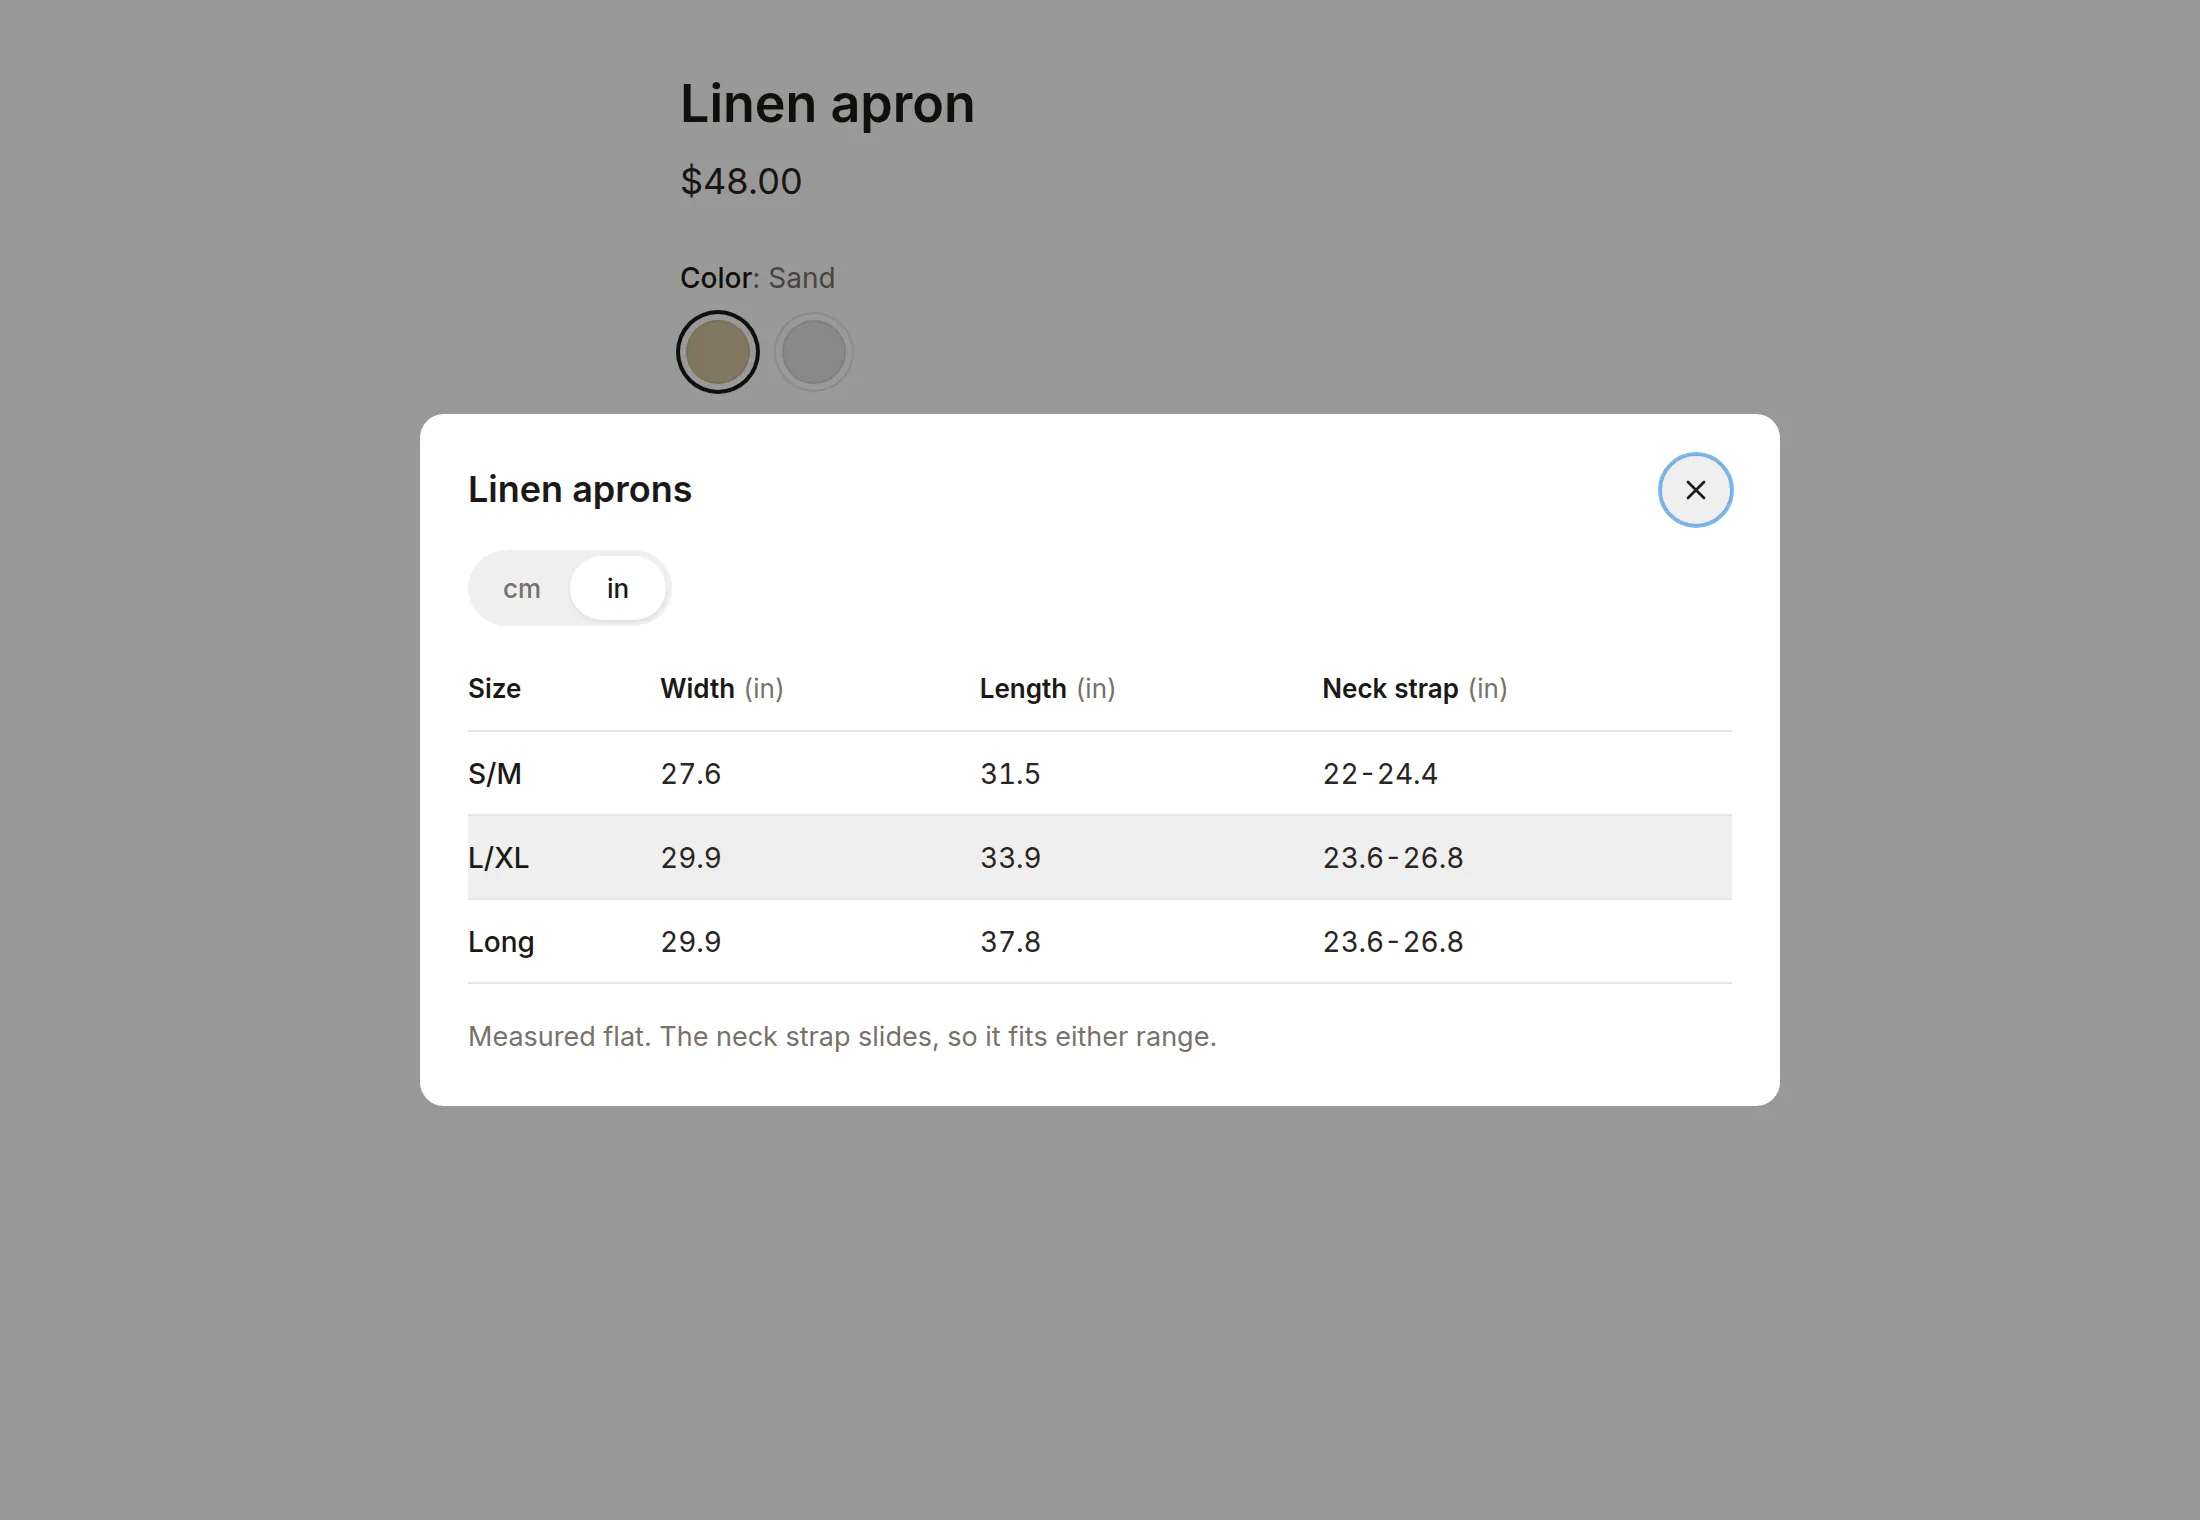 Linen apron
$48.00
Color: Sand
Linen aprons
cm in
Size Width (in) Length (in) Neck strap (in)
S/M 27.6 31.5 22-24.4
L/XL 29.9 33.9 23.6-26.8
Long 29.9 37.8 23.6-26.8
Measured flat. The neck strap slides, so it fits either range.